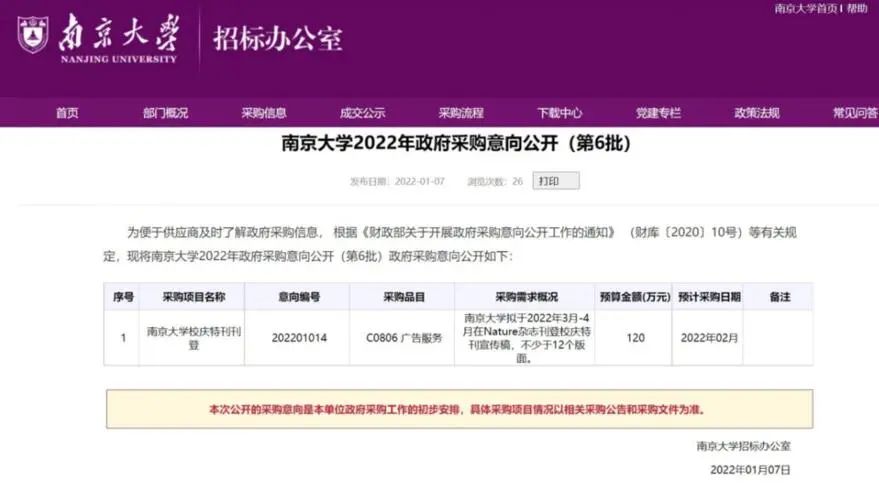 南京大学首页 | 帮助
南京大学
NANJING UNIVERSITY
招标办公室
首页 部门概况 采购信息 成交公示 采购流程 下载中心 党建专栏 政策法规 常见问答
南京大学2022年政府采购意向公开（第6批）
发布日期：2022-01-07 浏览次数：26 打印
为便于供应商及时了解政府采购信息， 根据《财政部关于开展政府采购意向公开工作的通知》 （财库〔2020〕10号）等有关规
定，现将南京大学2022年政府采购意向公开（第6批）政府采购意向公开如下：
序号 采购项目名称 意向编号 采购品目 采购需求概况 预算金额(万元) 预计采购日期 备注
1 南京大学校庆特刊刊登 202201014 C0806 广告服务 南京大学拟于2022年3月-4月在Nature杂志刊登校庆特刊宣传稿，不少于12个版面。 120 2022年02月
本次公开的采购意向是本单位政府采购工作的初步安排，具体采购项目情况以相关采购公告和采购文件为准。
南京大学招标办公室
2022年01月07日